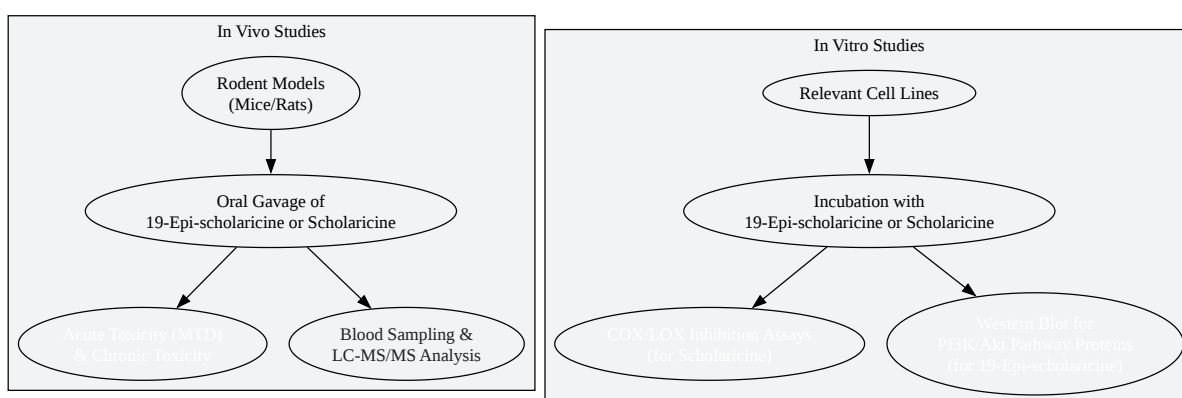 In Vivo Studies
Rodent Models
(Mice/Rats)
Oral Gavage of
19-Epi-scholaricine or Scholaricine
Acute Toxicity (MTD)
& Chronic Toxicity
Blood Sampling &
LC-MS/MS Analysis
In Vitro Studies
Relevant Cell Lines
Incubation with
19-Epi-scholaricine or Scholaricine
COX/LOX Inhibition Assays
(for Scholaricine)
Western Blot for
PI3K/Akt Pathway Proteins
(for 19-Epi-scholaricine)